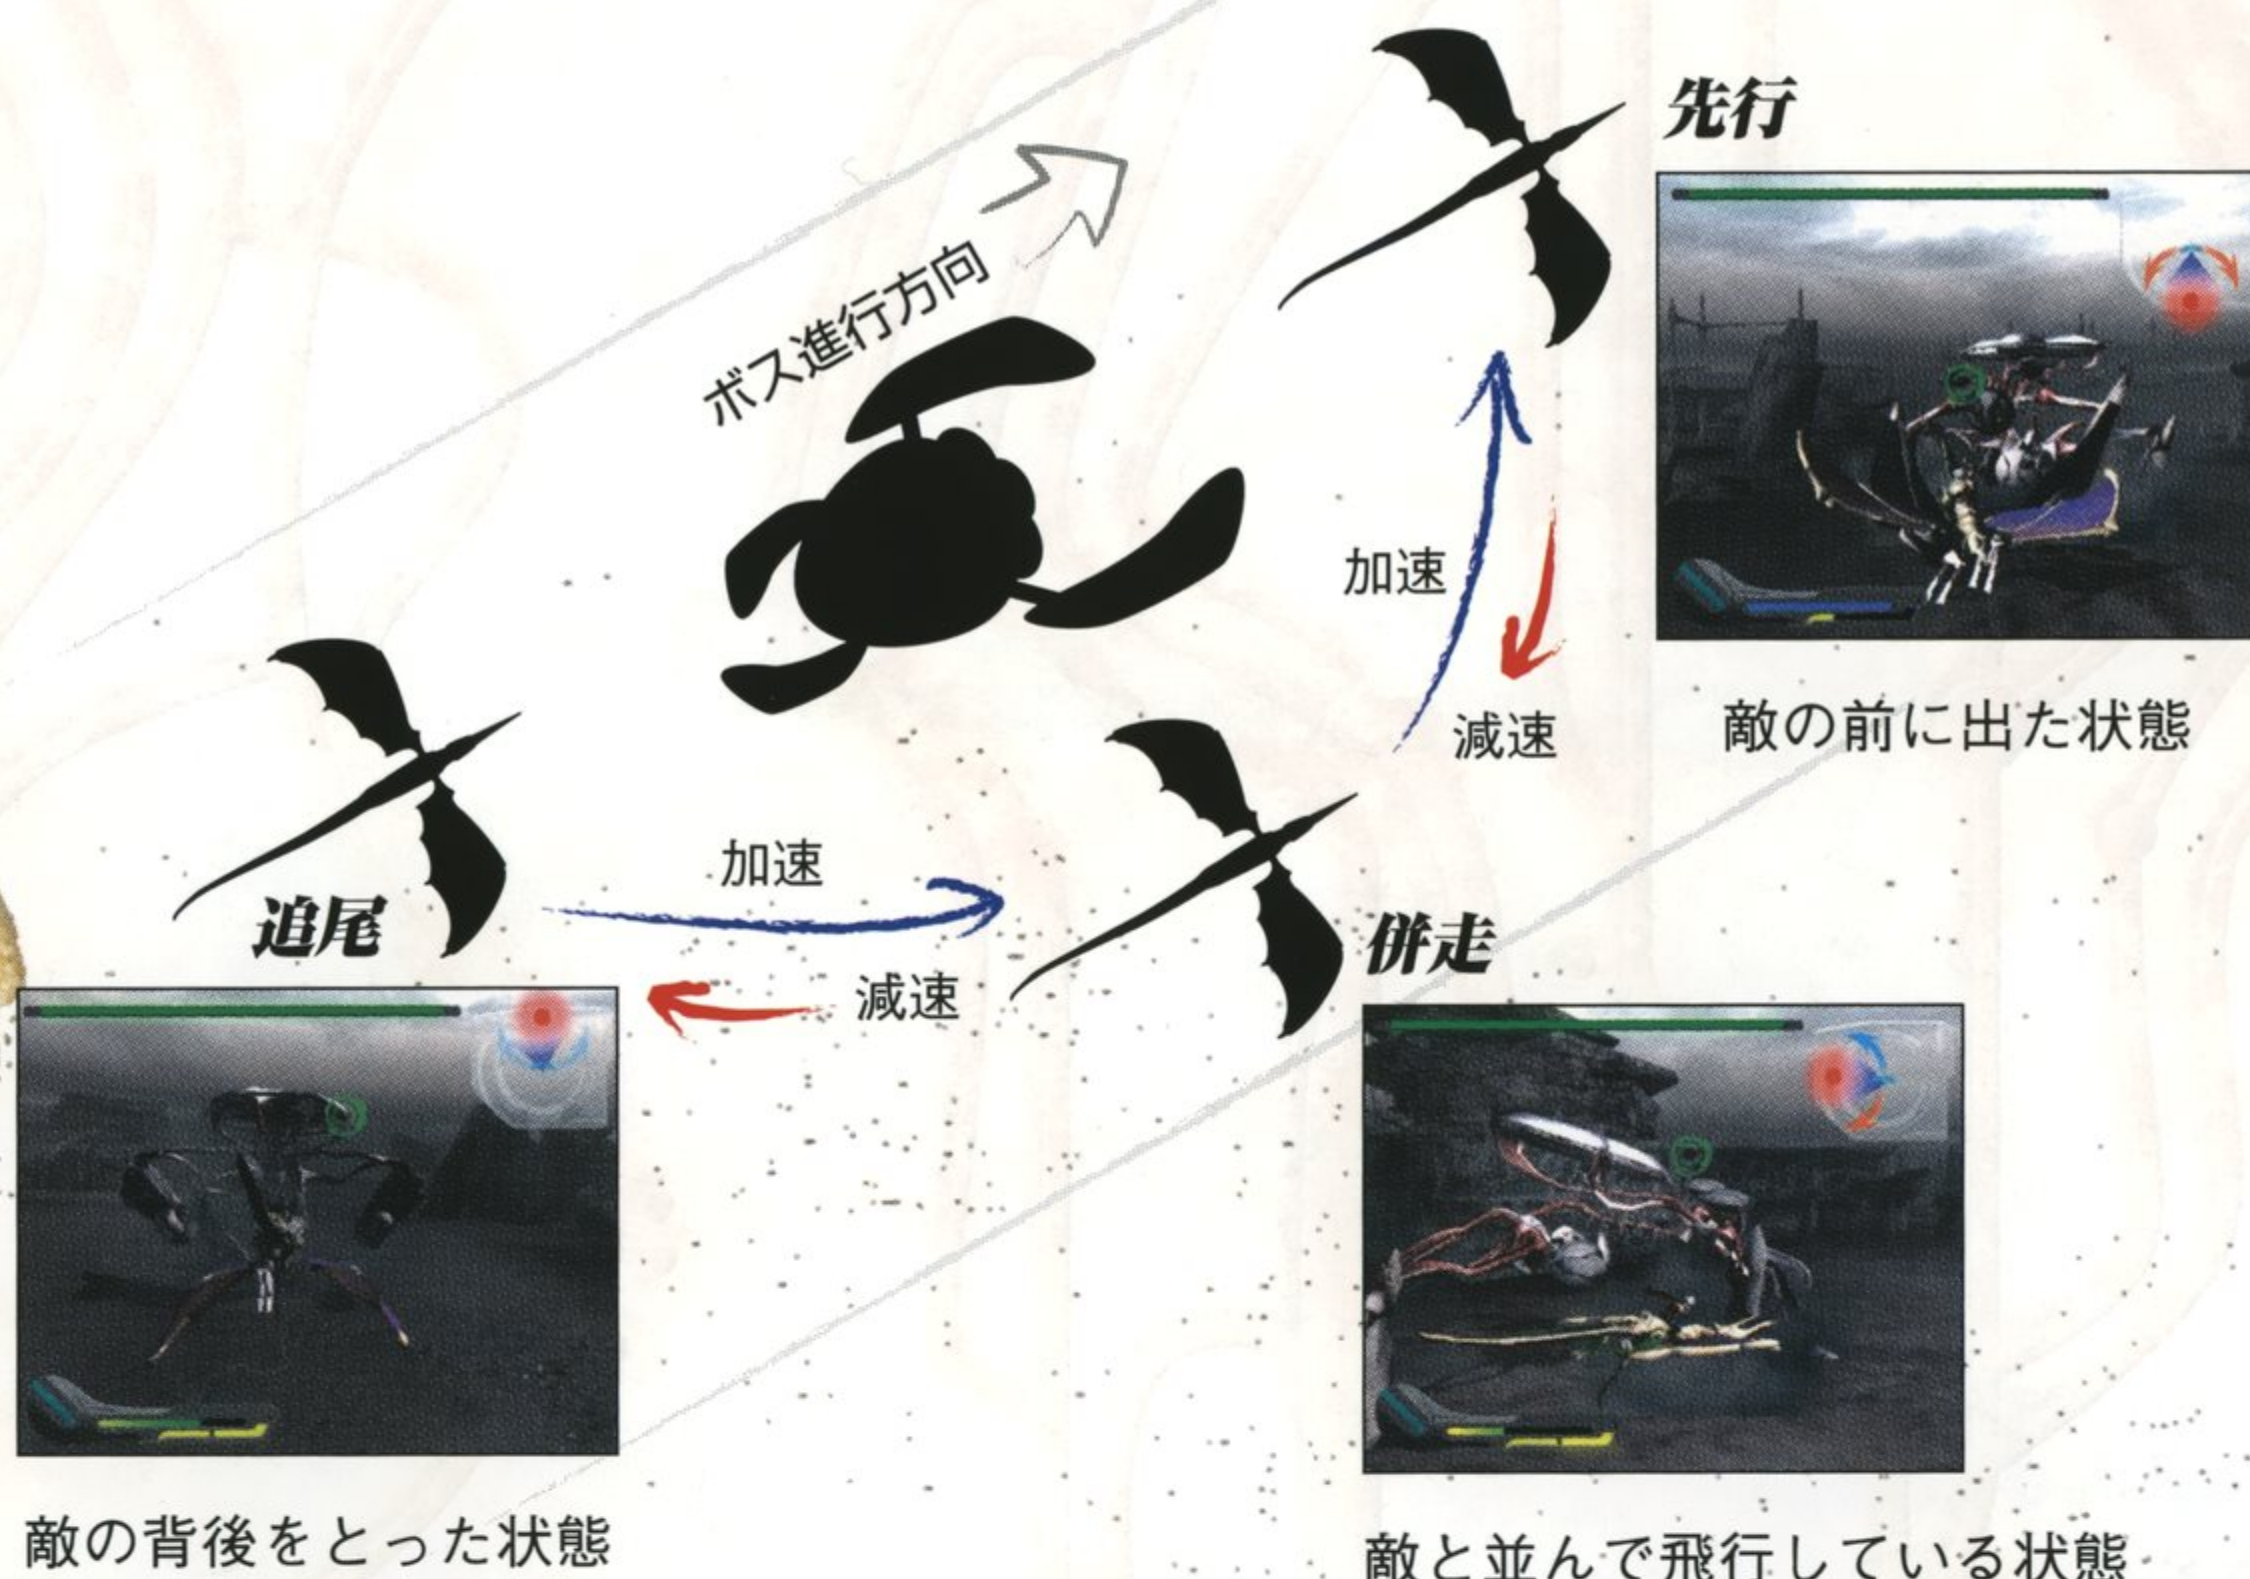 先行
ボス進行方向
加速
減速
敵の前に出た状態
追尾
加速
減速
併走
敵の背後をとった状態
敵と並んで飛行している状態